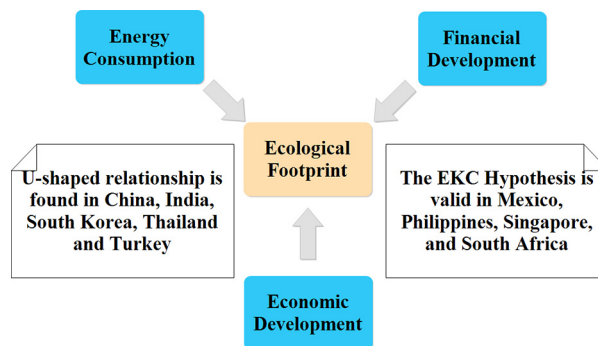 Energy
Consumption
Financial
Development
Ecological
Footprint
U-shaped relationship is
found in China, India,
South Korea, Thailand
and Turkey
The EKC Hypothesis is
valid in Mexico,
Philippines, Singapore,
and South Africa
Economic
Development